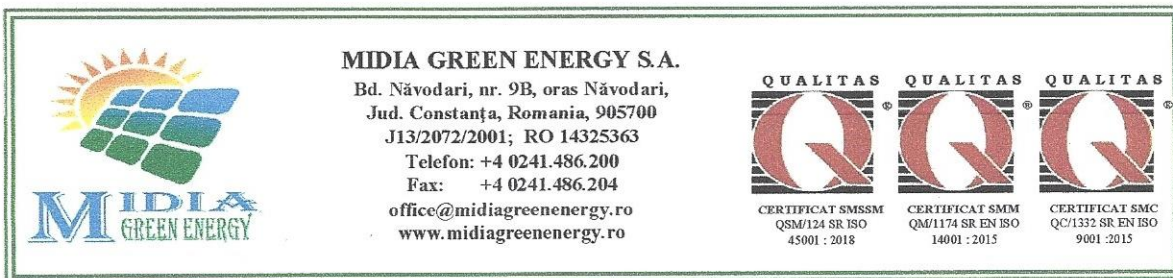 MIDIA
GREEN ENERGY
MIDIA GREEN ENERGY S.A.
Bd. Năvodari, nr. 9B, oras Năvodari,
Jud. Constanţa, Romania, 905700
J13/2072/2001; RO 14325363
Telefon: +4 0241.486.200
Fax: +4 0241.486.204
office@midiagreenenergy.ro
www.midiagreenenergy.ro
QUALITAS
Q ®
CERTIFICAT SMSSM
QSM/124 SR ISO
45001 : 2018
QUALITAS
Q ®
CERTIFICAT SMM
QM/1174 SR EN ISO
14001 : 2015
QUALITAS
Q ®
CERTIFICAT SMC
QC/1332 SR EN ISO
9001 :2015